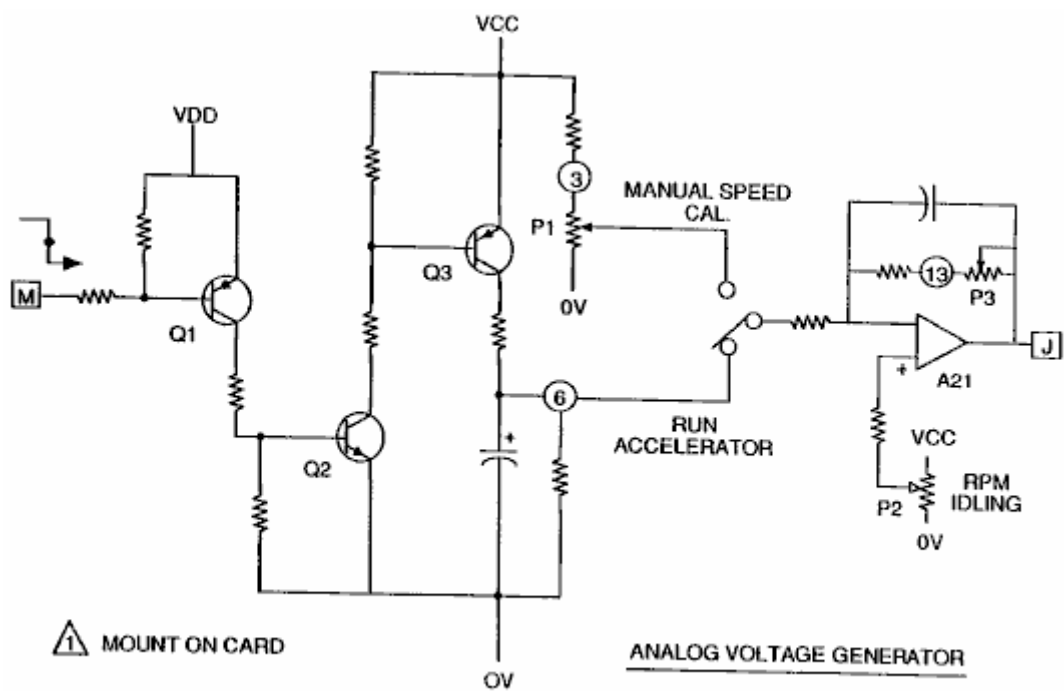 VCC
VDD
3
MANUAL SPEED
CAL.
P1
M
Q1
Q3
0V
13
P3
J
A21
+
6
+
RUN
ACCELERATOR
Q2
VCC
P2
RPM
IDLING
0V
1 MOUNT ON CARD
OV
ANALOG VOLTAGE GENERATOR